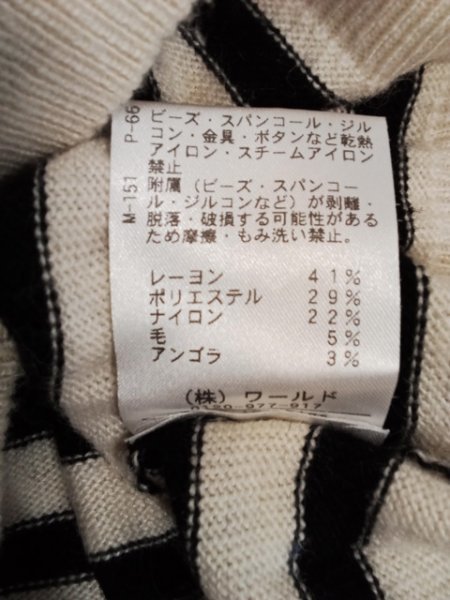 P-66
M-151
ビーズ・スパンコール・ジル
コン・金具・ボタンなど乾熱
アイロン・スチームアイロン
禁止
附属(ビーズ・スパンコー
ル・ジルコンなど)が剥離・
脱落・破損する可能性がある
ため摩擦・もみ洗い禁止。
レーヨン 41%
ポリエステル 29%
ナイロン 22%
毛 5%
アンゴラ 3%
(株)ワールド
0120-977-917